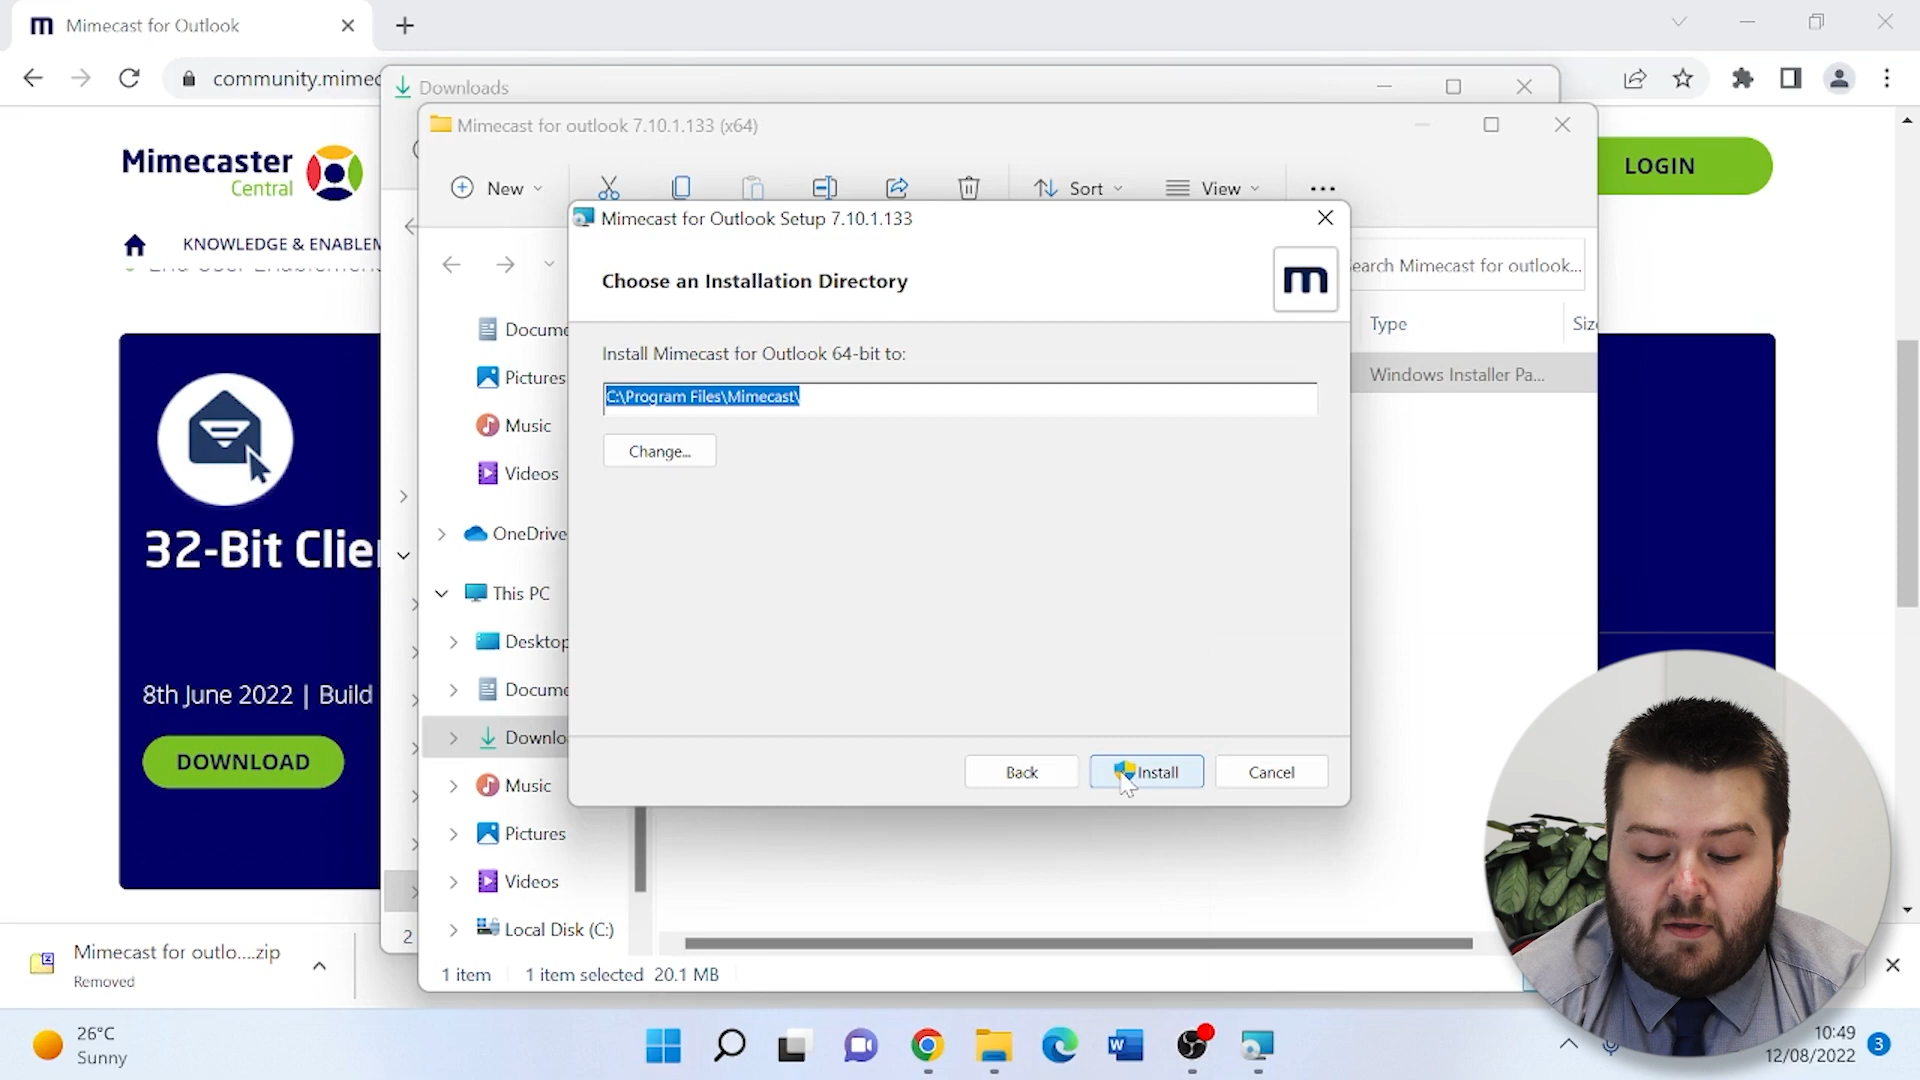 Mimecast for Outlook
community.mimec
Downloads
Mimecast for outlook 7.10.1.133 (x64)
New
Sort
View
Mimecaster
Central
LOGIN
KNOWLEDGE & ENABLEM
Mimecast for Outlook Setup 7.10.1.133
Choose an Installation Directory
m
earch Mimecast for outlook...
Type
Siz
Install Mimecast for Outlook 64-bit to:
C:\Program Files\Mimecast\
Windows Installer Pa...
Change...
Docume
Pictures
Music
Videos
OneDrive
This PC
Desktop
Docume
Downlo
Music
Pictures
Videos
Local Disk (C:)
32-Bit Clie
8th June 2022 | Build
DOWNLOAD
Back
Install
Cancel
2
1 item
1 item selected 20.1 MB
Mimecast for outlo....zip
Removed
26°C
Sunny
10:49
12/08/2022
3